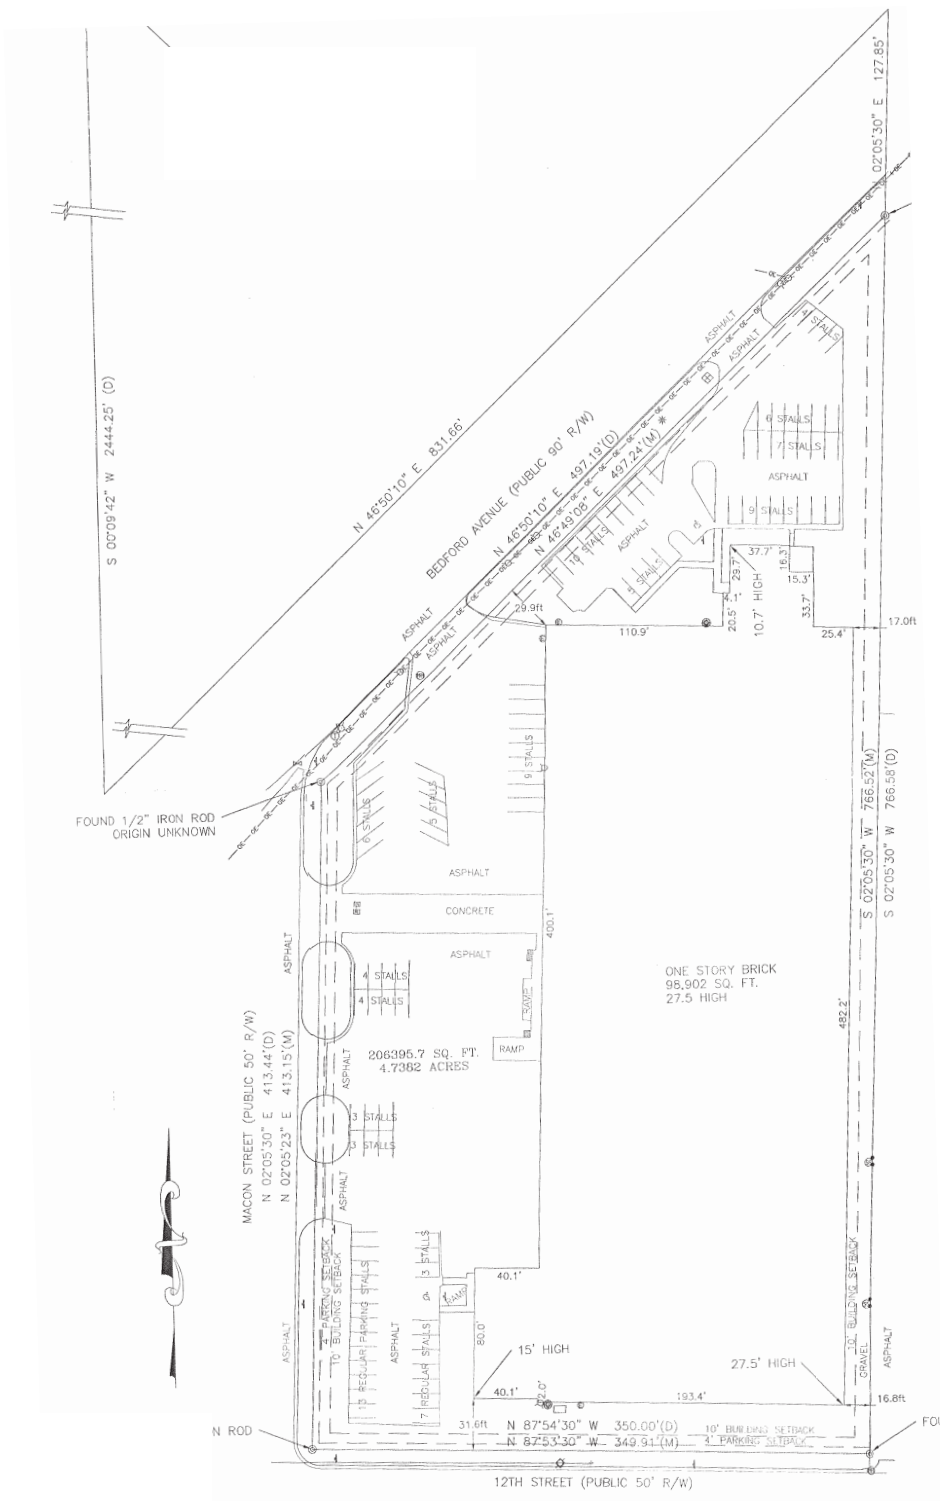 N 02°05'30" E 127.85'
S 00°09'42" W 2444.25' (D)
N 46°50'10" E 831.66'
BEDFORD AVENUE (PUBLIC 90' R/W)
N 46°50'10" E 497.19'(D)
N 46°49'08" E 497.24'(M)
ASPHALT
ASPHALT
4 STALLS
6 STALLS
7 STALLS
ASPHALT
9 STALLS
10 STALLS
ASPHALT
5 STALLS
37.7'
16.3'
15.3'
29.7'
10.7' HIGH
4.1'
20.5'
33.7'
29.9ft
110.9'
25.4'
17.0ft
ASPHALT
ASPHALT
9 STALLS
6 STALLS
5 STALLS
FOUND 1/2" IRON ROD
ORIGIN UNKNOWN
S 02°05'30" W 766.52'(M)
S 02°05'30" W 766.58'(D)
ASPHALT
CONCRETE
400.1'
ASPHALT
ASPHALT
4 STALLS
4 STALLS
RAMP
RAMP
ONE STORY BRICK
98,902 SQ. FT.
27.5 HIGH
482.2'
206395.7 SQ. FT.
4.7382 ACRES
MACON STREET (PUBLIC 50' R/W)
N 02°05'30" E 413.44'(D)
N 02°05'23" E 413.15'(M)
ASPHALT
3 STALLS
3 STALLS
ASPHALT
4' PARKING SETBACK
10' BUILDING SETBACK
13 REGULAR PARKING STALLS
3 STALLS
7 REGULAR STALLS
ASPHALT
ASPHALT
RAMP
40.1'
80.0'
15' HIGH
27.5' HIGH
10' BUILDING SETBACK
GRAVEL
ASPHALT
40.1'
2.0'
193.4'
16.8ft
31.6ft
N 87°54'30" W 350.00'(D) 10' BUILDING SETBACK
N 87°53'30" W 349.91'(M) 4' PARKING SETBACK
N ROD
FOU
12TH STREET (PUBLIC 50' R/W)